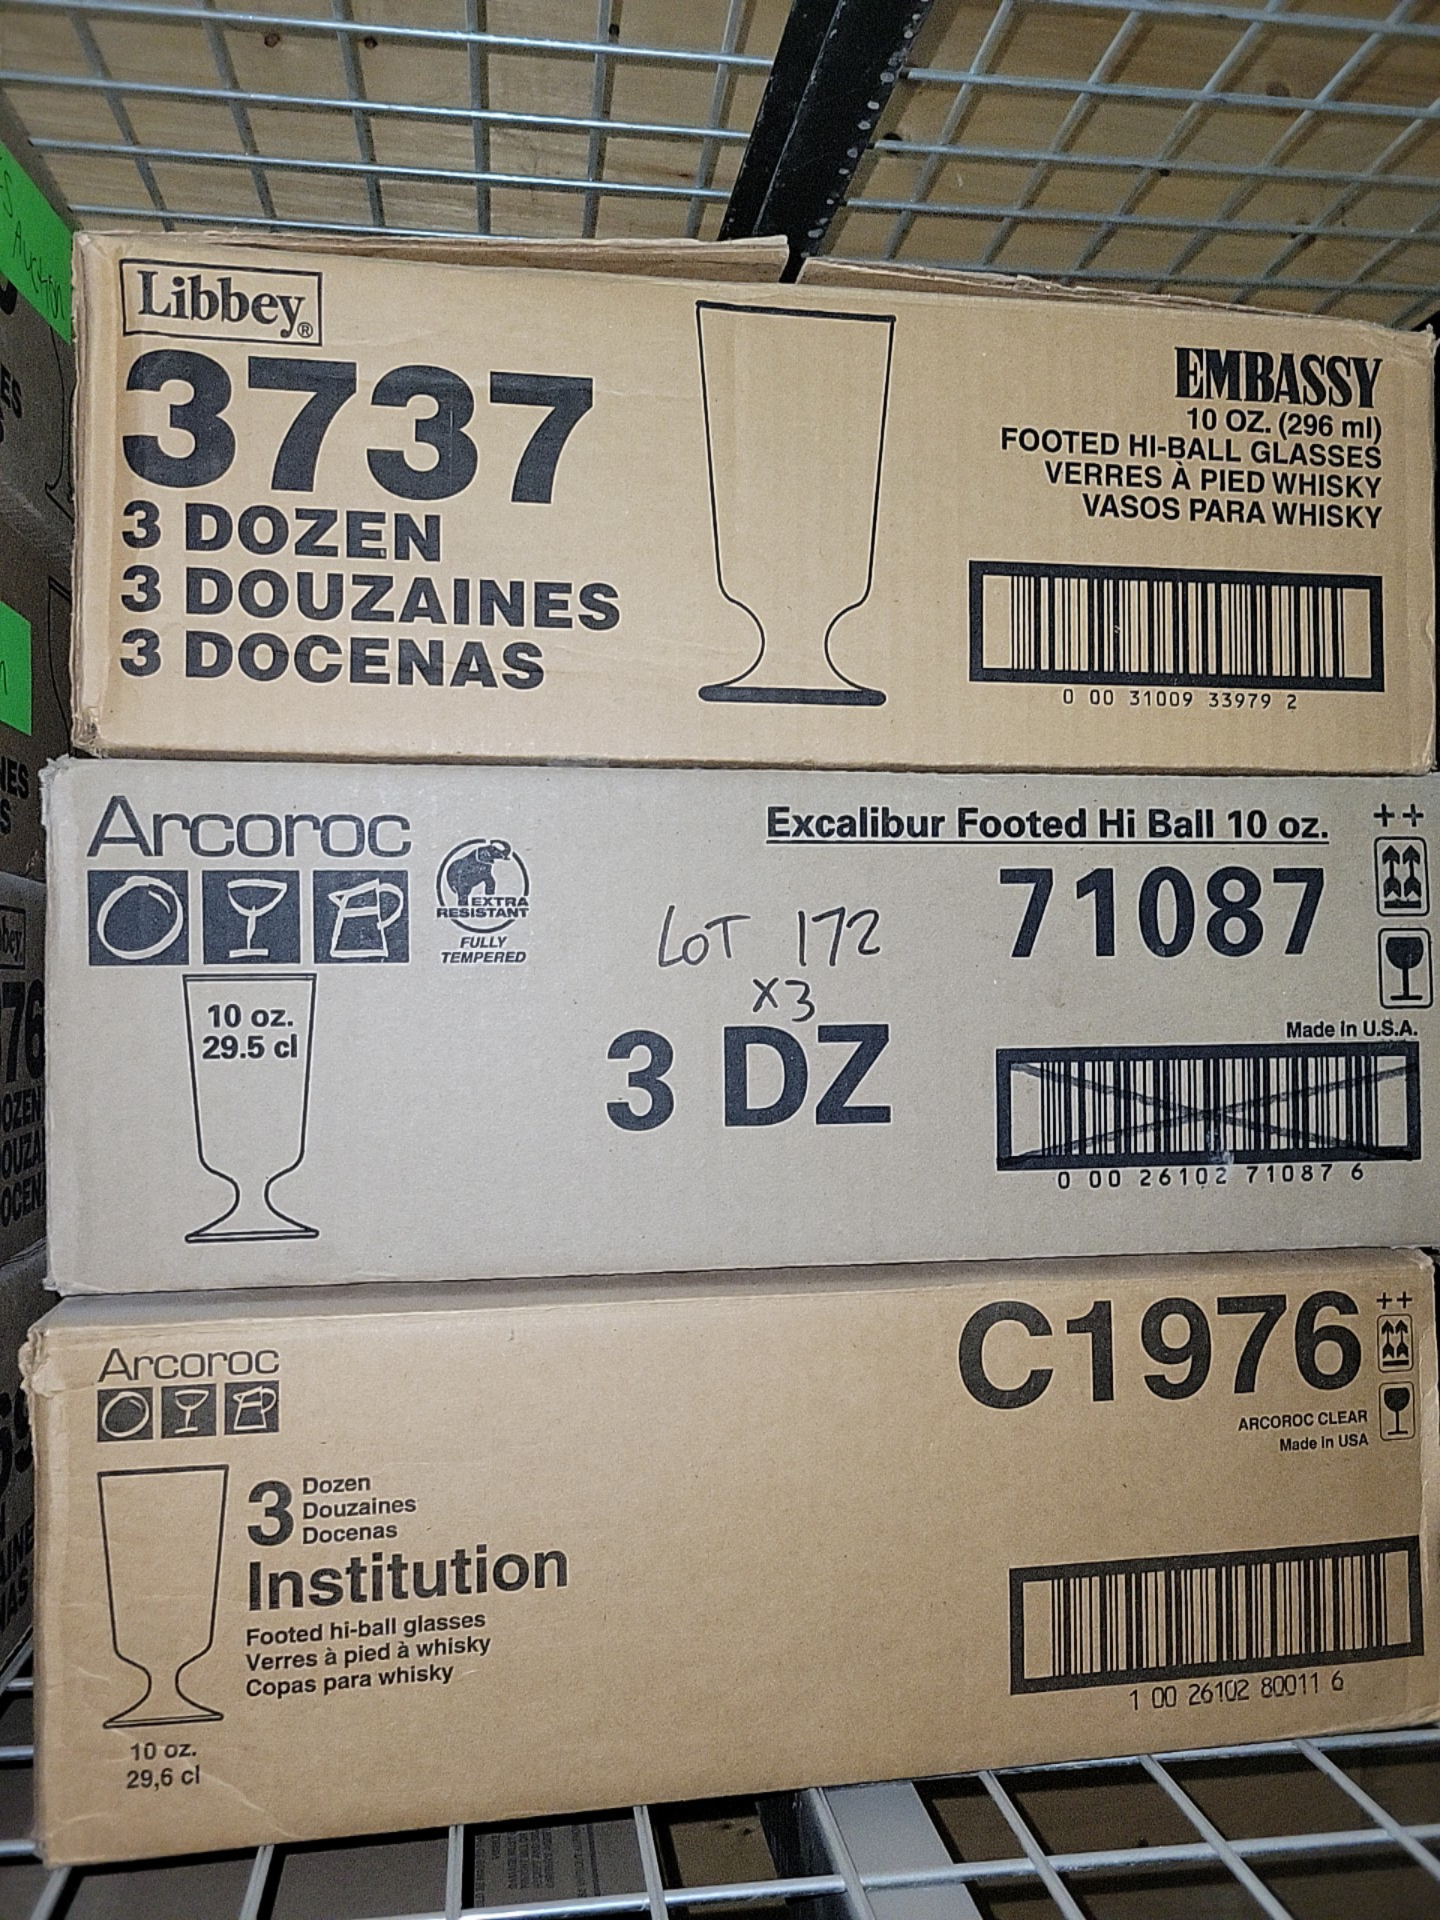 Auction
Libbey®
3737
3 DOZEN
3 DOUZAINES
3 DOCENAS
EMBASSY
10 OZ. (296 ml)
FOOTED HI-BALL GLASSES
VERRES À PIED WHISKY
VASOS PARA WHISKY
0 00 31009 33979 2
Arcoroc
EXTRA
RESISTANT
FULLY
TEMPERED
10 oz.
29.5 cl
LOT 172
x3
3 DZ
Excalibur Footed Hi Ball 10 oz.
71087
Made in U.S.A.
0 00 26102 71087 6
Arcoroc
3 Dozen
Douzaines
Docenas
Institution
Footed hi-ball glasses
Verres à pied à whisky
Copas para whisky
10 oz.
29,6 cl
C1976
ARCOROC CLEAR
Made in USA
1 00 26102 80011 6